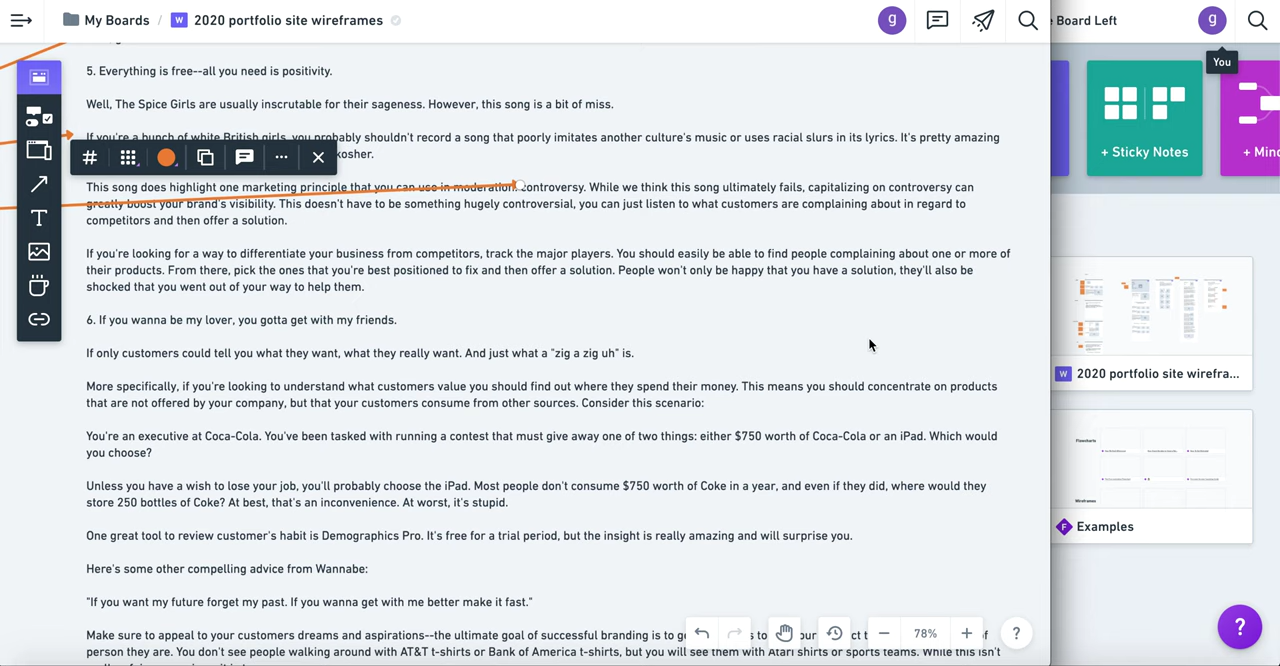 My Boards / W 2020 portfolio site wireframes
g
Board Left
g
You
5. Everything is free--all you need is positivity.
Well, The Spice Girls are usually inscrutable for their sageness. However, this song is a bit of miss.
If you're a bunch of white British girls, you probably shouldn't record a song that poorly imitates another culture's music or uses racial slurs in its lyrics. It's pretty amazing
kosher.
This song does highlight one marketing principle that you can use in moderation: controversy. While we think this song ultimately fails, capitalizing on controversy can
greatly boost your brand's visibility. This doesn't have to be something hugely controversial, you can just listen to what customers are complaining about in regard to
competitors and then offer a solution.
If you're looking for a way to differentiate your business from competitors, track the major players. You should easily be able to find people complaining about one or more of
their products. From there, pick the ones that you're best positioned to fix and then offer a solution. People won't only be happy that you have a solution, they'll also be
shocked that you went out of your way to help them.
6. If you wanna be my lover, you gotta get with my friends.
If only customers could tell you what they want, what they really want. And just what a "zig a zig uh" is.
More specifically, if you're looking to understand what customers value you should find out where they spend their money. This means you should concentrate on products
that are not offered by your company, but that your customers consume from other sources. Consider this scenario:
You're an executive at Coca-Cola. You've been tasked with running a contest that must give away one of two things: either $750 worth of Coca-Cola or an iPad. Which would
you choose?
Unless you have a wish to lose your job, you'll probably choose the iPad. Most people don't consume $750 worth of Coke in a year, and even if they did, where would they
store 250 bottles of Coke? At best, that's an inconvenience. At worst, it's stupid.
One great tool to review customer's habit is Demographics Pro. It's free for a trial period, but the insight is really amazing and will surprise you.
Here's some other compelling advice from Wannabe:
"If you want my future forget my past. If you wanna get with me better make it fast."
Make sure to appeal to your customers dreams and aspirations--the ultimate goal of successful branding is to
person they are. You don't see people walking around with AT&T t-shirts or Bank of America t-shirts, but you will see them with Atari shirts or sports teams. While this isn't
78%
?
+ Sticky Notes
+ Mind
W 2020 portfolio site wirefra...
Flowcharts
Wireframes
F Examples
?